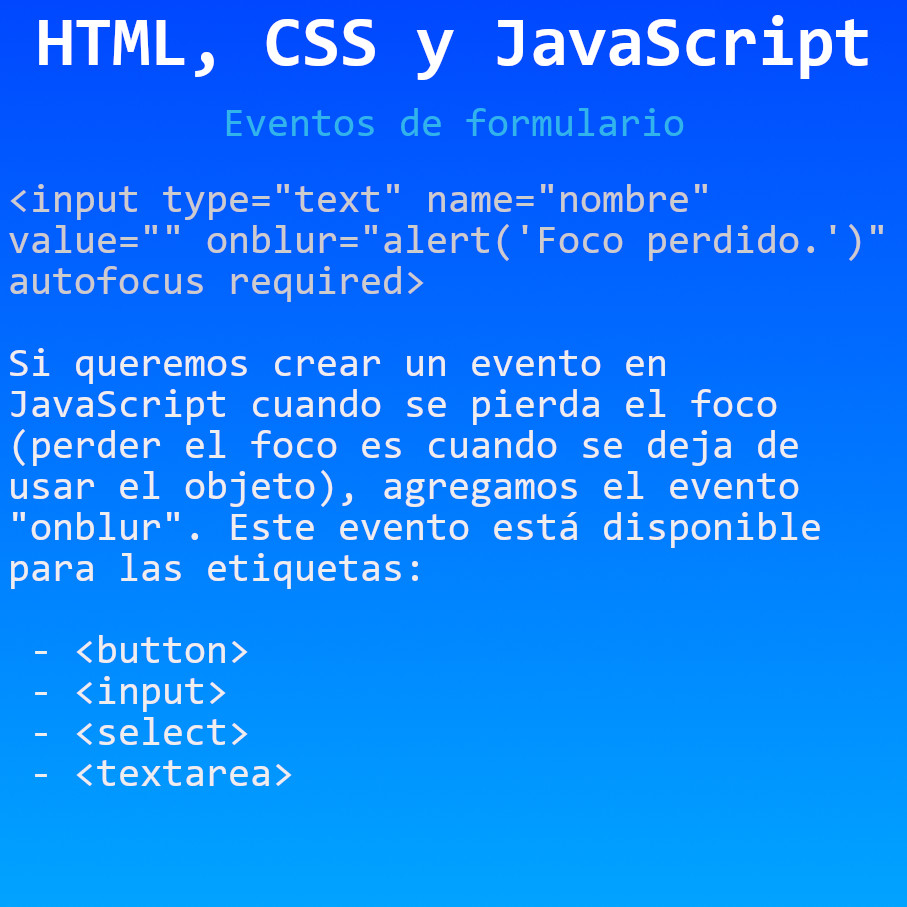 HTML, CSS y JavaScript
Eventos de formulario
<input type="text" name="nombre"
value="" onblur="alert('Foco perdido.')"
autofocus required>
Si queremos crear un evento en
JavaScript cuando se pierda el foco
(perder el foco es cuando se deja de
usar el objeto), agregamos el evento
"onblur". Este evento está disponible
para las etiquetas:
- <button>
- <input>
- <select>
- <textarea>